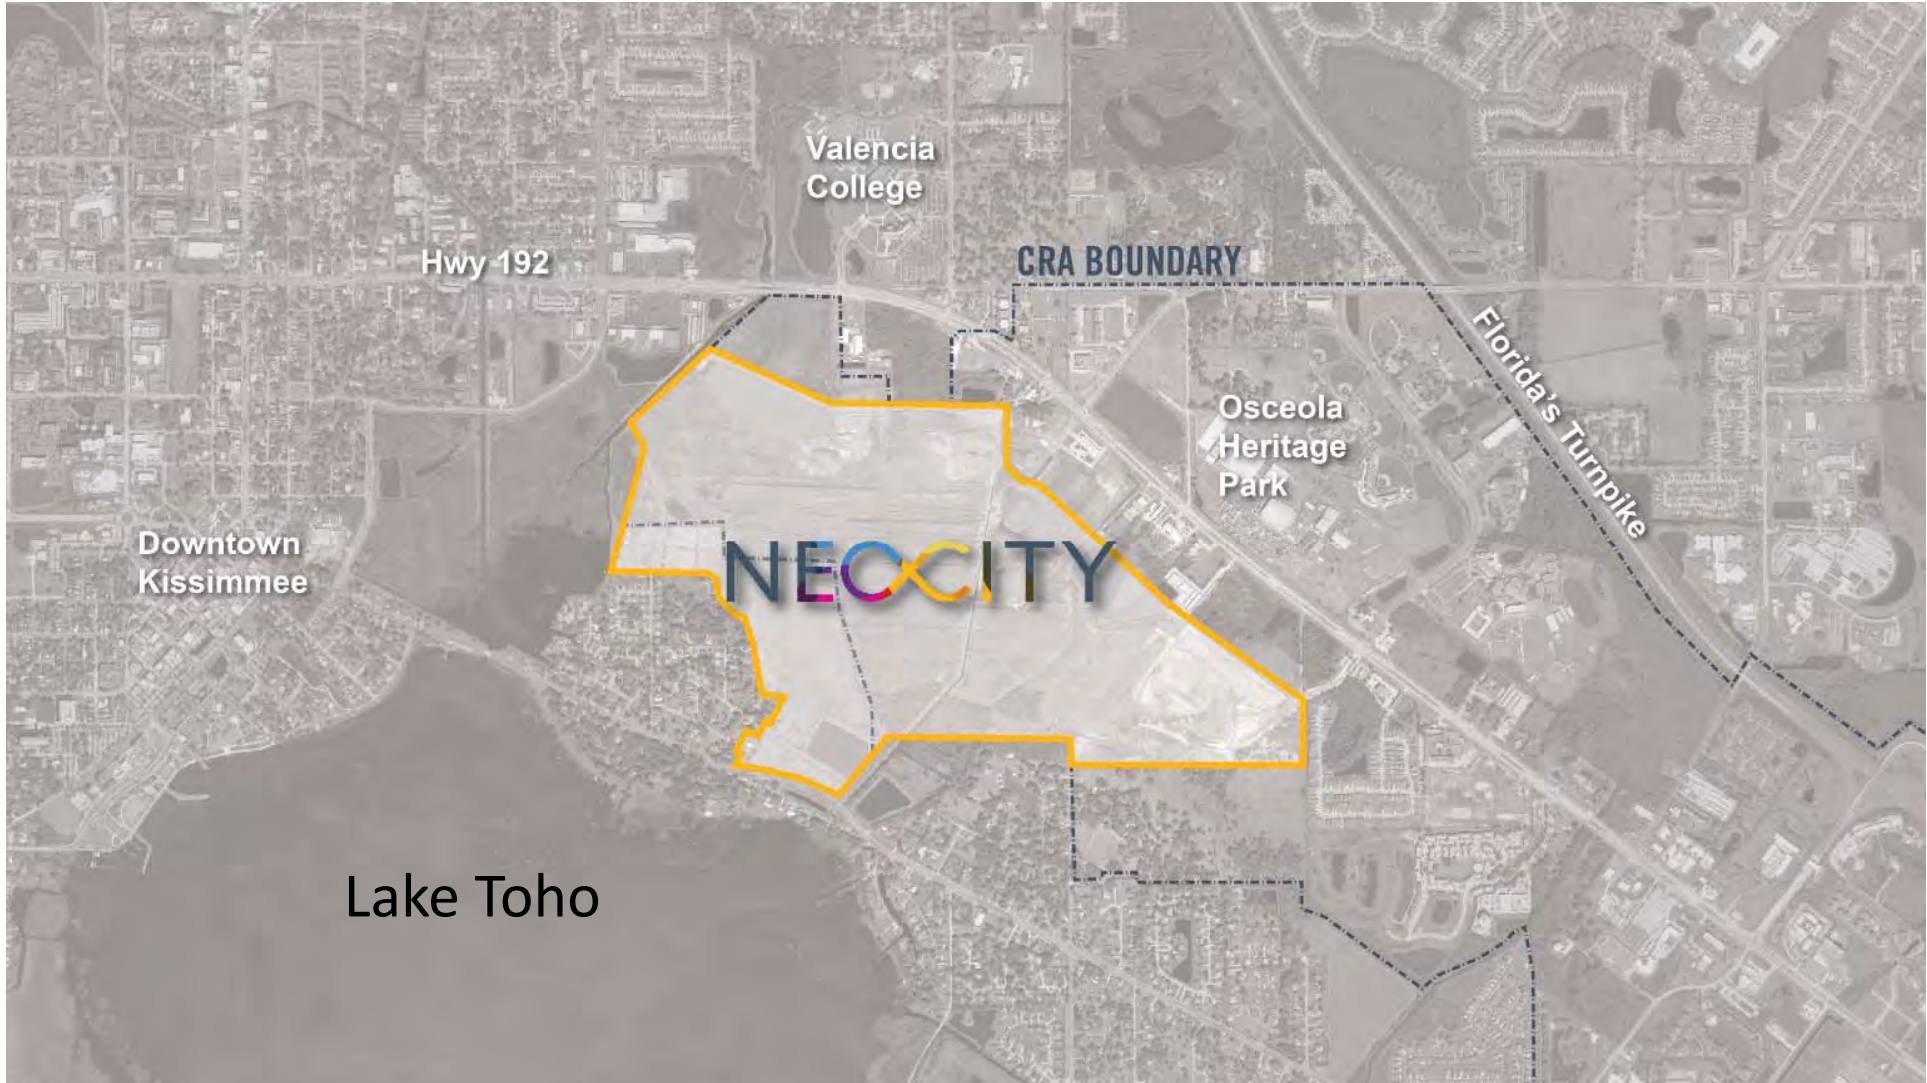 Valencia
College
Hwy 192
CRA BOUNDARY
Florida's Turnpike
Osceola
Heritage
Park
Downtown
Kissimmee
NEOCITY
Lake Toho